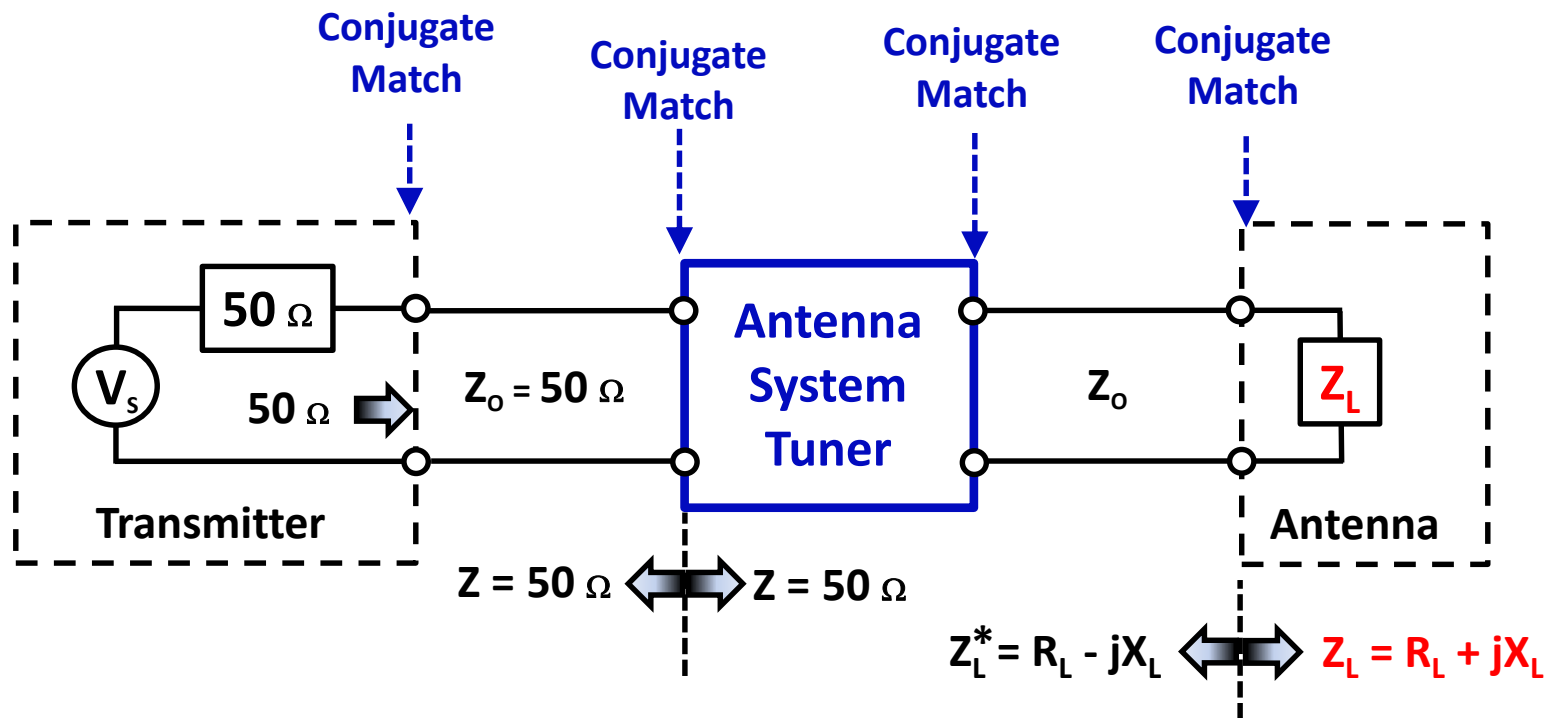 Conjugate
Match
Conjugate
Match
Conjugate
Match
Conjugate
Match
50 Ω
Vs
50 Ω
Zo = 50 Ω
Antenna
System
Tuner
Zo
ZL
Transmitter
Antenna
Z = 50 Ω
Z = 50 Ω
ZL* = RL - jXL
ZL = RL + jXL